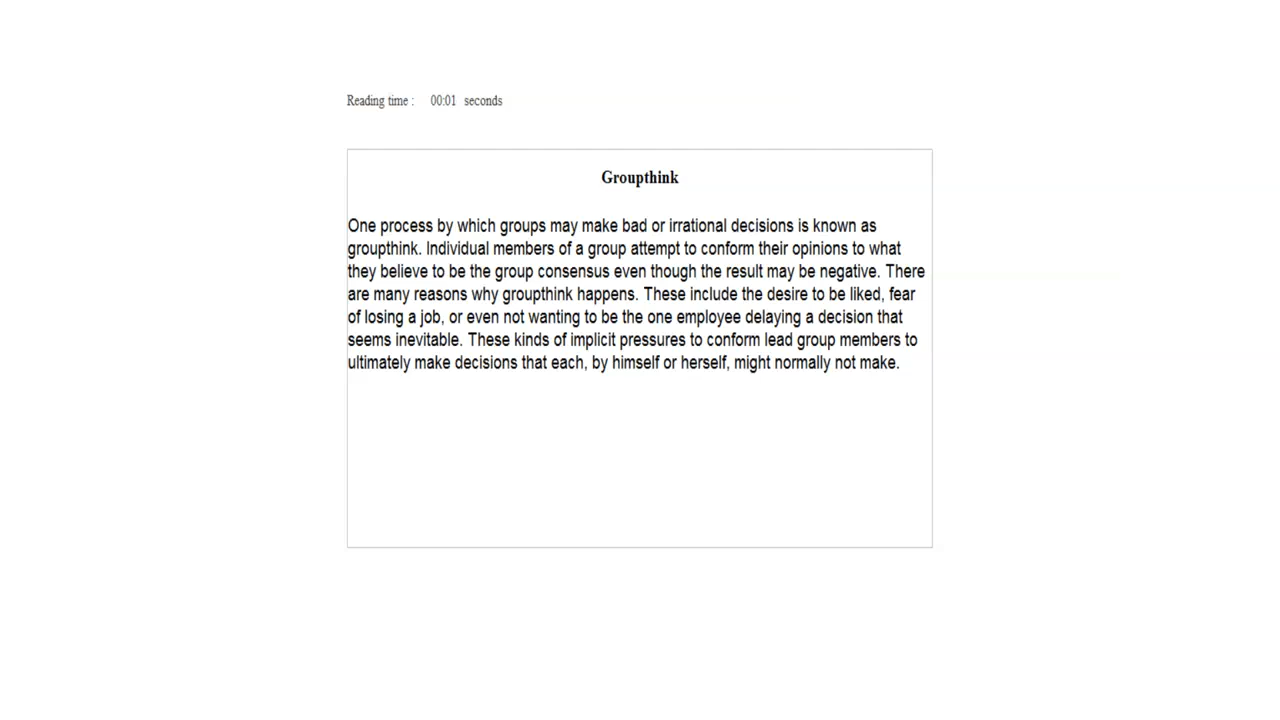 Reading time : 00:01 seconds
Groupthink
One process by which groups may make bad or irrational decisions is known as
groupthink. Individual members of a group attempt to conform their opinions to what
they believe to be the group consensus even though the result may be negative. There
are many reasons why groupthink happens. These include the desire to be liked, fear
of losing a job, or even not wanting to be the one employee delaying a decision that
seems inevitable. These kinds of implicit pressures to conform lead group members to
ultimately make decisions that each, by himself or herself, might normally not make.